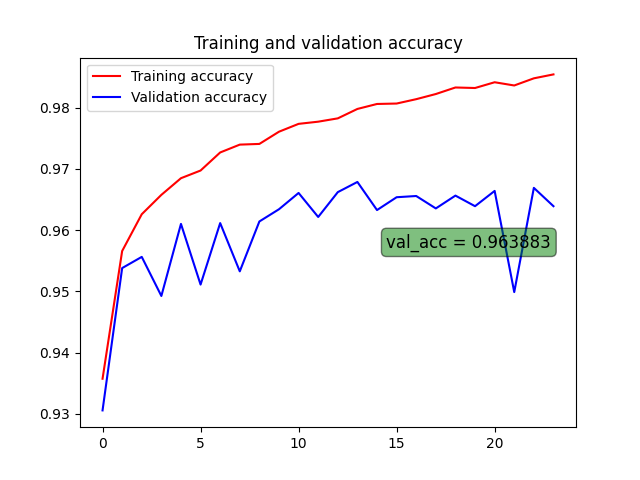 Training and validation accuracy
Training accuracy
Validation accuracy
0.98
0.97
0.96
0.95
0.94
0.93
val_acc = 0.963883
0 5 10 15 20